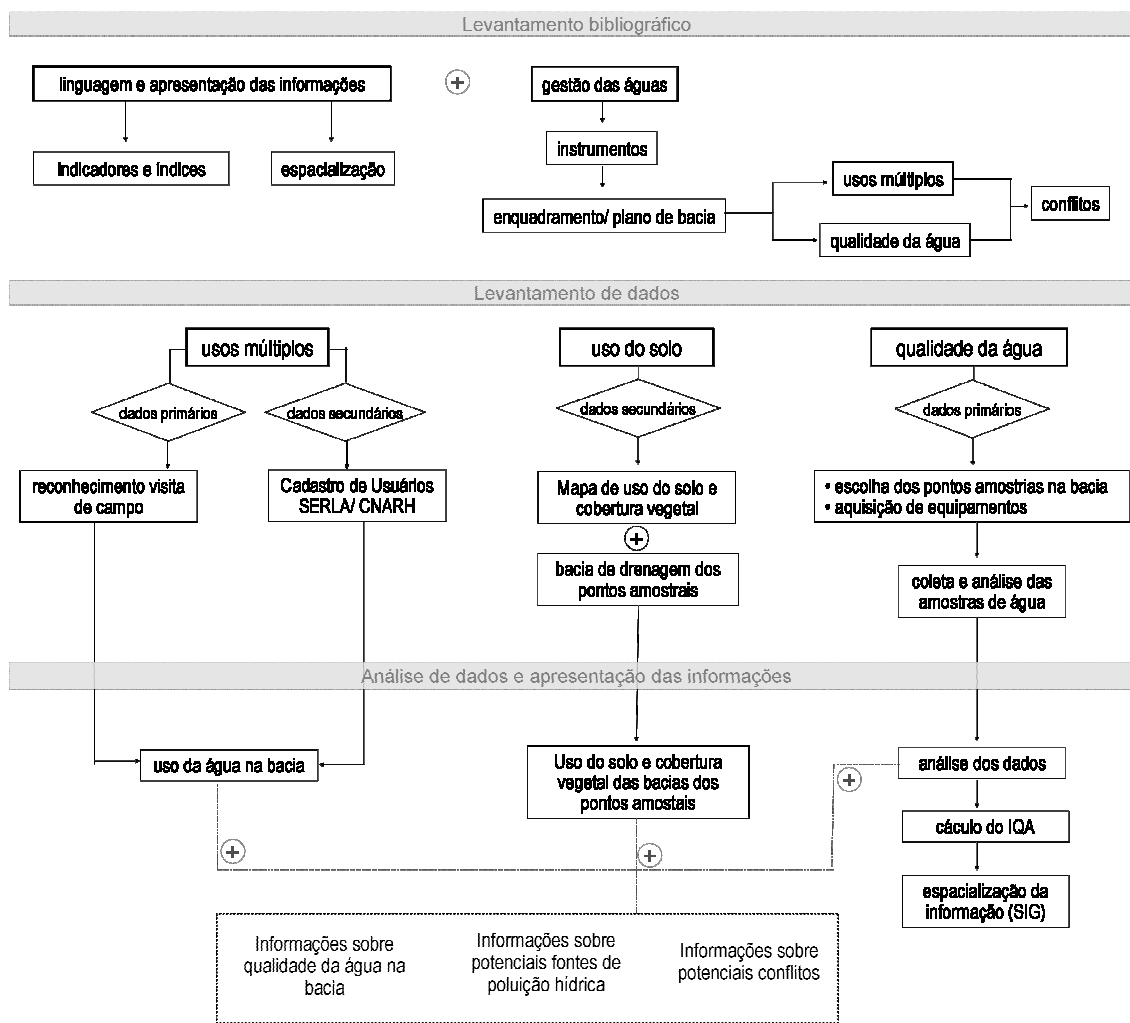 Levantamento bibliográfico
linguagem e apresentação das informações
indicadores e índices
espacialização
gestão das águas
instrumentos
enquadramento/ plano de bacia
usos múltiplos
qualidade da água
conflitos
Levantamento de dados
usos múltiplos
dados primários
dados secundários
reconhecimento visita
de campo
Cadastro de Usuários
SERLA/ CNARH
uso do solo
dados secundários
Mapa de uso do solo e
cobertura vegetal
bacia de drenagem dos
pontos amostrais
qualidade da água
dados primários
• escolha dos pontos amostrias na bacia
• aquisição de equipamentos
coleta e análise das
amostras de água
Análise de dados e apresentação das informações
uso da água na bacia
Uso do solo e cobertura
vegetal das bacias dos
pontos amostais
análise dos dados
cáculo do IQA
espacialização da
informação (SIG)
Informações sobre
qualidade da água na
bacia
Informações sobre
potenciais fontes de
poluição hídrica
Informações sobre
potenciais conflitos